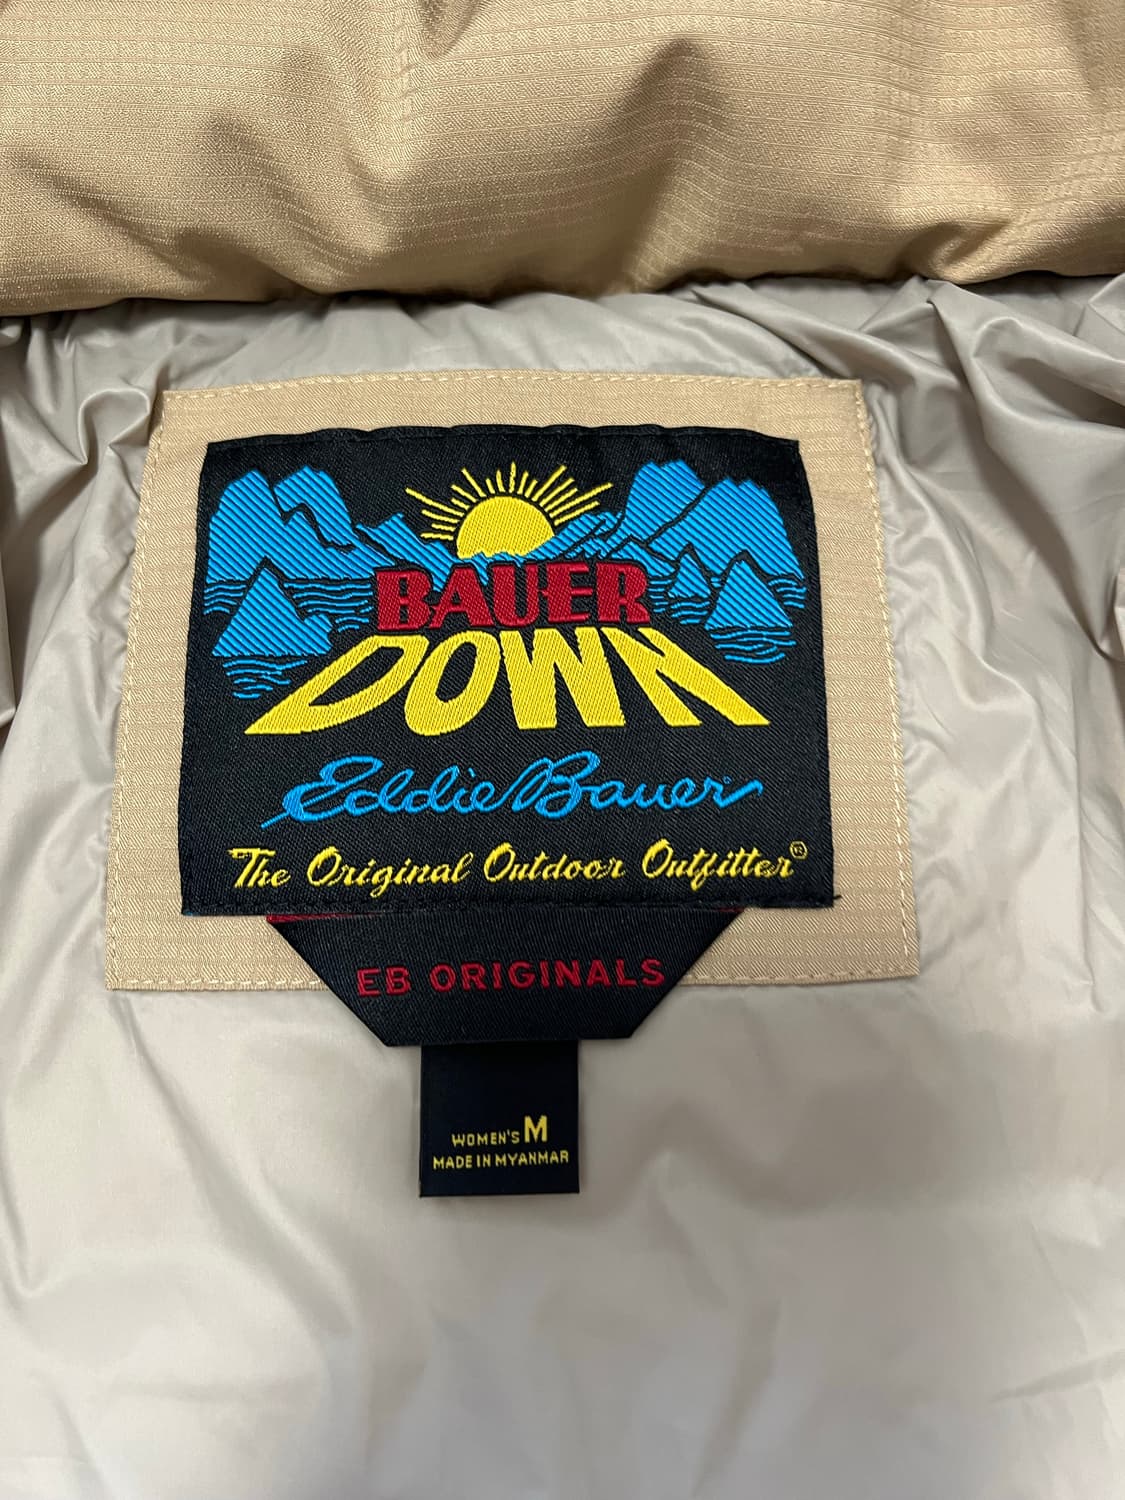 BAUER
DOWN
Eddie Bauer®
The Original Outdoor Outfitter®
EB ORIGINALS
WOMEN'S M
MADE IN MYANMAR